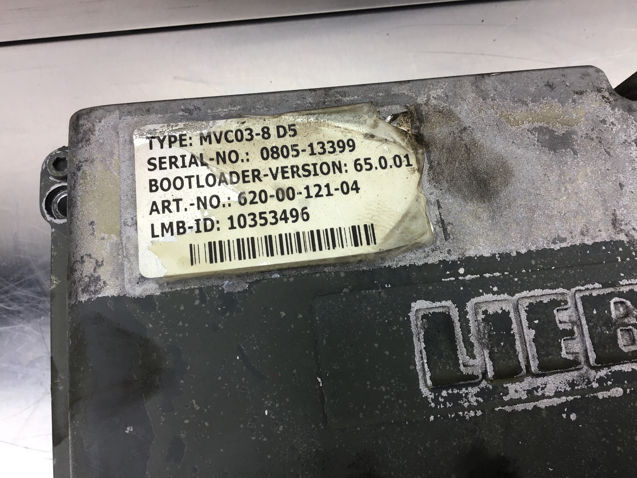 TYPE: MVC03-8 D5
SERIAL-NO.: 0805-13399
BOOTLOADER-VERSION: 65.0.01
ART.-NO.: 620-00-121-04
LMB-ID: 10353496
LIEB